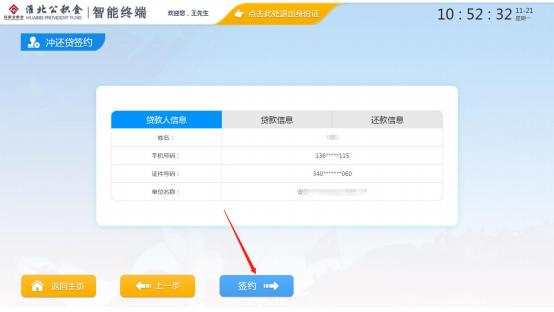 淮北公积金
HUAIBEI PROVIDENT FUND
智能终端
欢迎您，王先生
点击此处退出身份证
10:52:32
11-21
星期一
冲还贷签约
贷款人信息 贷款信息 还款信息
姓名：
手机号码： 136*****115
证件号码： 340*******060
单位名称： 安
返回主页 上一步 签约